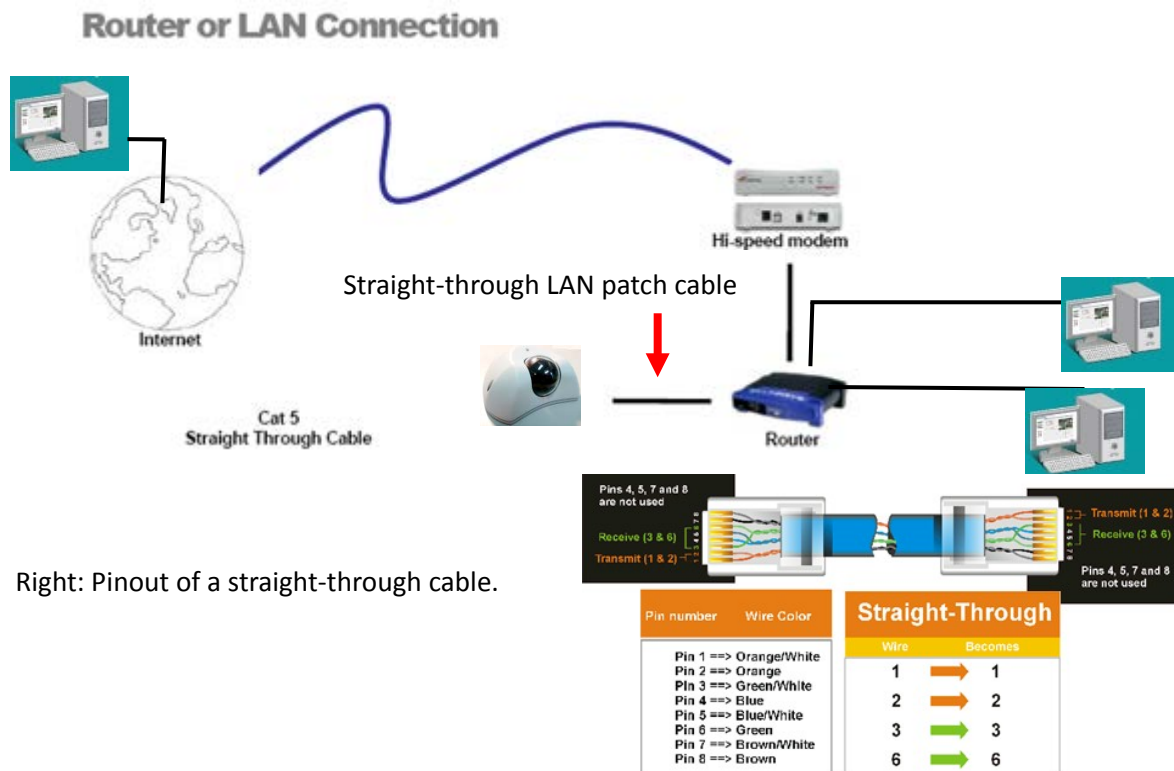 Router or LAN Connection
Hi-speed modem
Straight-through LAN patch cable
Internet
Cat 5
Straight Through Cable
Router
Pins 4, 5, 7 and 8
are not used
Receive (3 & 6)
Transmit (1 & 2)
Transmit (1 & 2)
Receive (3 & 6)
Pins 4, 5, 7 and 8
are not used
Right: Pinout of a straight-through cable.
Pin number Wire Color
Pin 1 ==> Orange/White
Pin 2 ==> Orange
Pin 3 ==> Green/White
Pin 4 ==> Blue
Pin 5 ==> Blue/White
Pin 6 ==> Green
Pin 7 ==> Brown/White
Pin 8 ==> Brown
Straight-Through
Wire Becomes
1 1
2 2
3 3
6 6